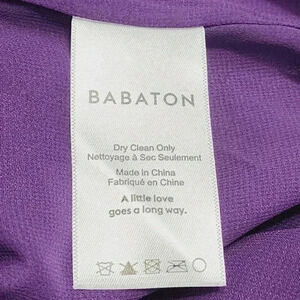 BABATON
Dry Clean Only
Nettoyage à Sec Seulement
Made in China
Fabriqué en Chine
A little love
goes a long way.